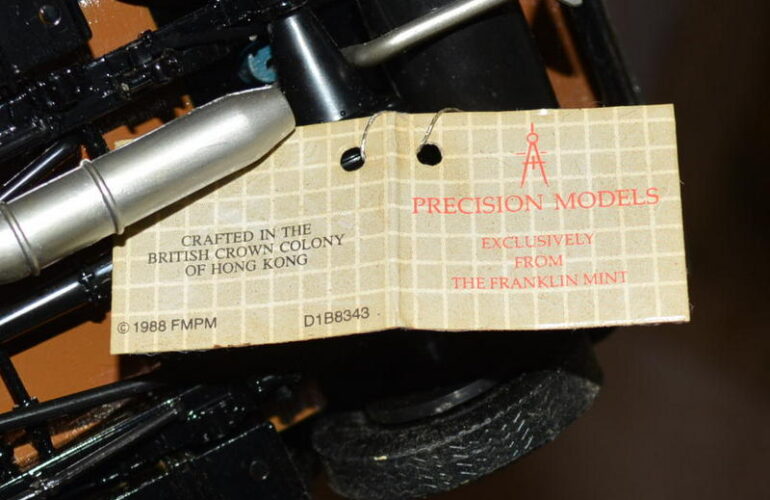 CRAFTED IN THE
BRITISH CROWN COLONY
OF HONG KONG
© 1988 FMPM
D1B8343
PRECISION MODELS
EXCLUSIVELY
FROM
THE FRANKLIN MINT